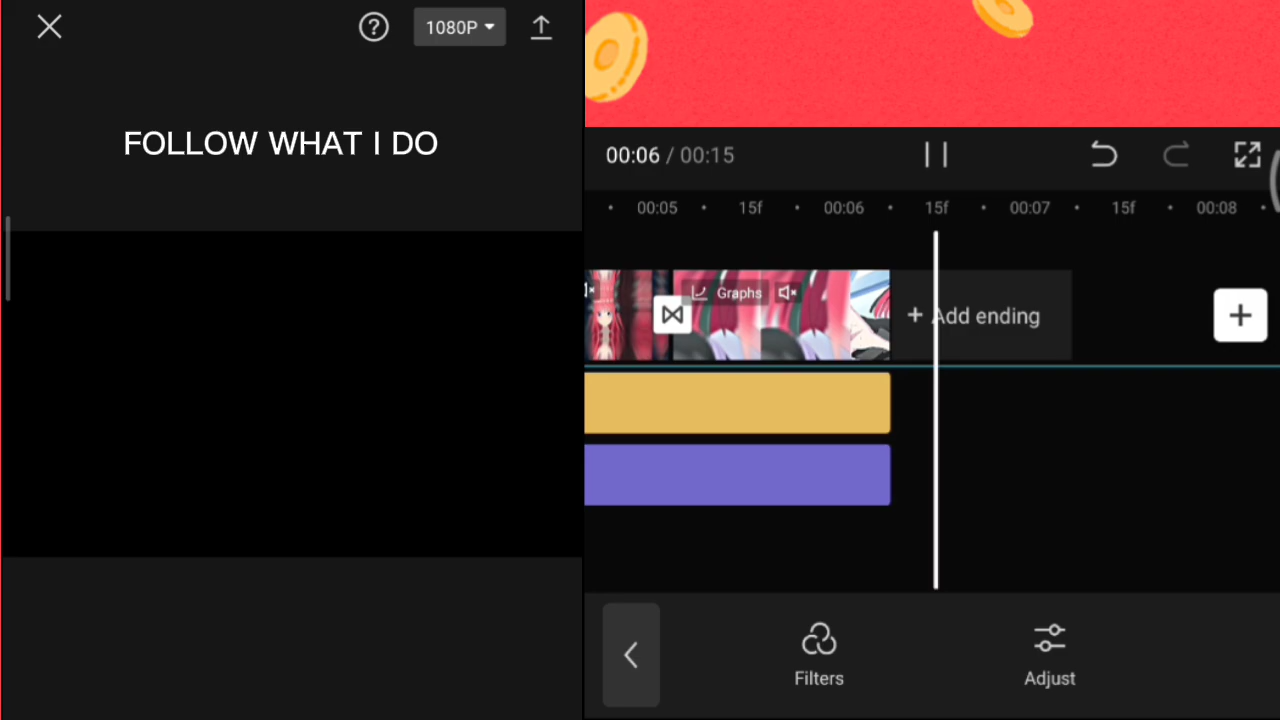 1080P
FOLLOW WHAT I DO
00:06 / 00:15
00:05 15f 00:06 15f 00:07 15f 00:08
Graphs
+ Add ending
Filters
Adjust